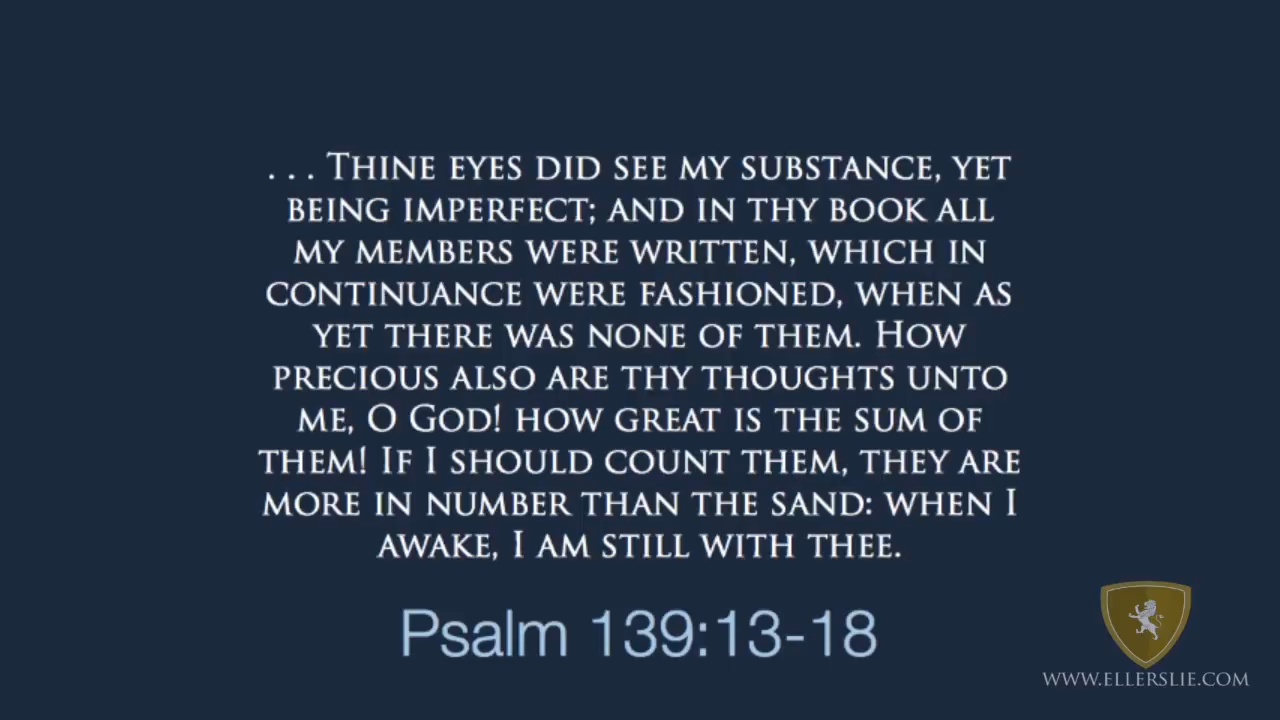 . . . Thine eyes did see my substance, yet
being imperfect; and in thy book all
my members were written, which in
continuance were fashioned, when as
yet there was none of them. How
precious also are thy thoughts unto
me, O God! how great is the sum of
them! If I should count them, they are
more in number than the sand: when I
awake, I am still with thee.
Psalm 139:13-18
www.ellerslie.com